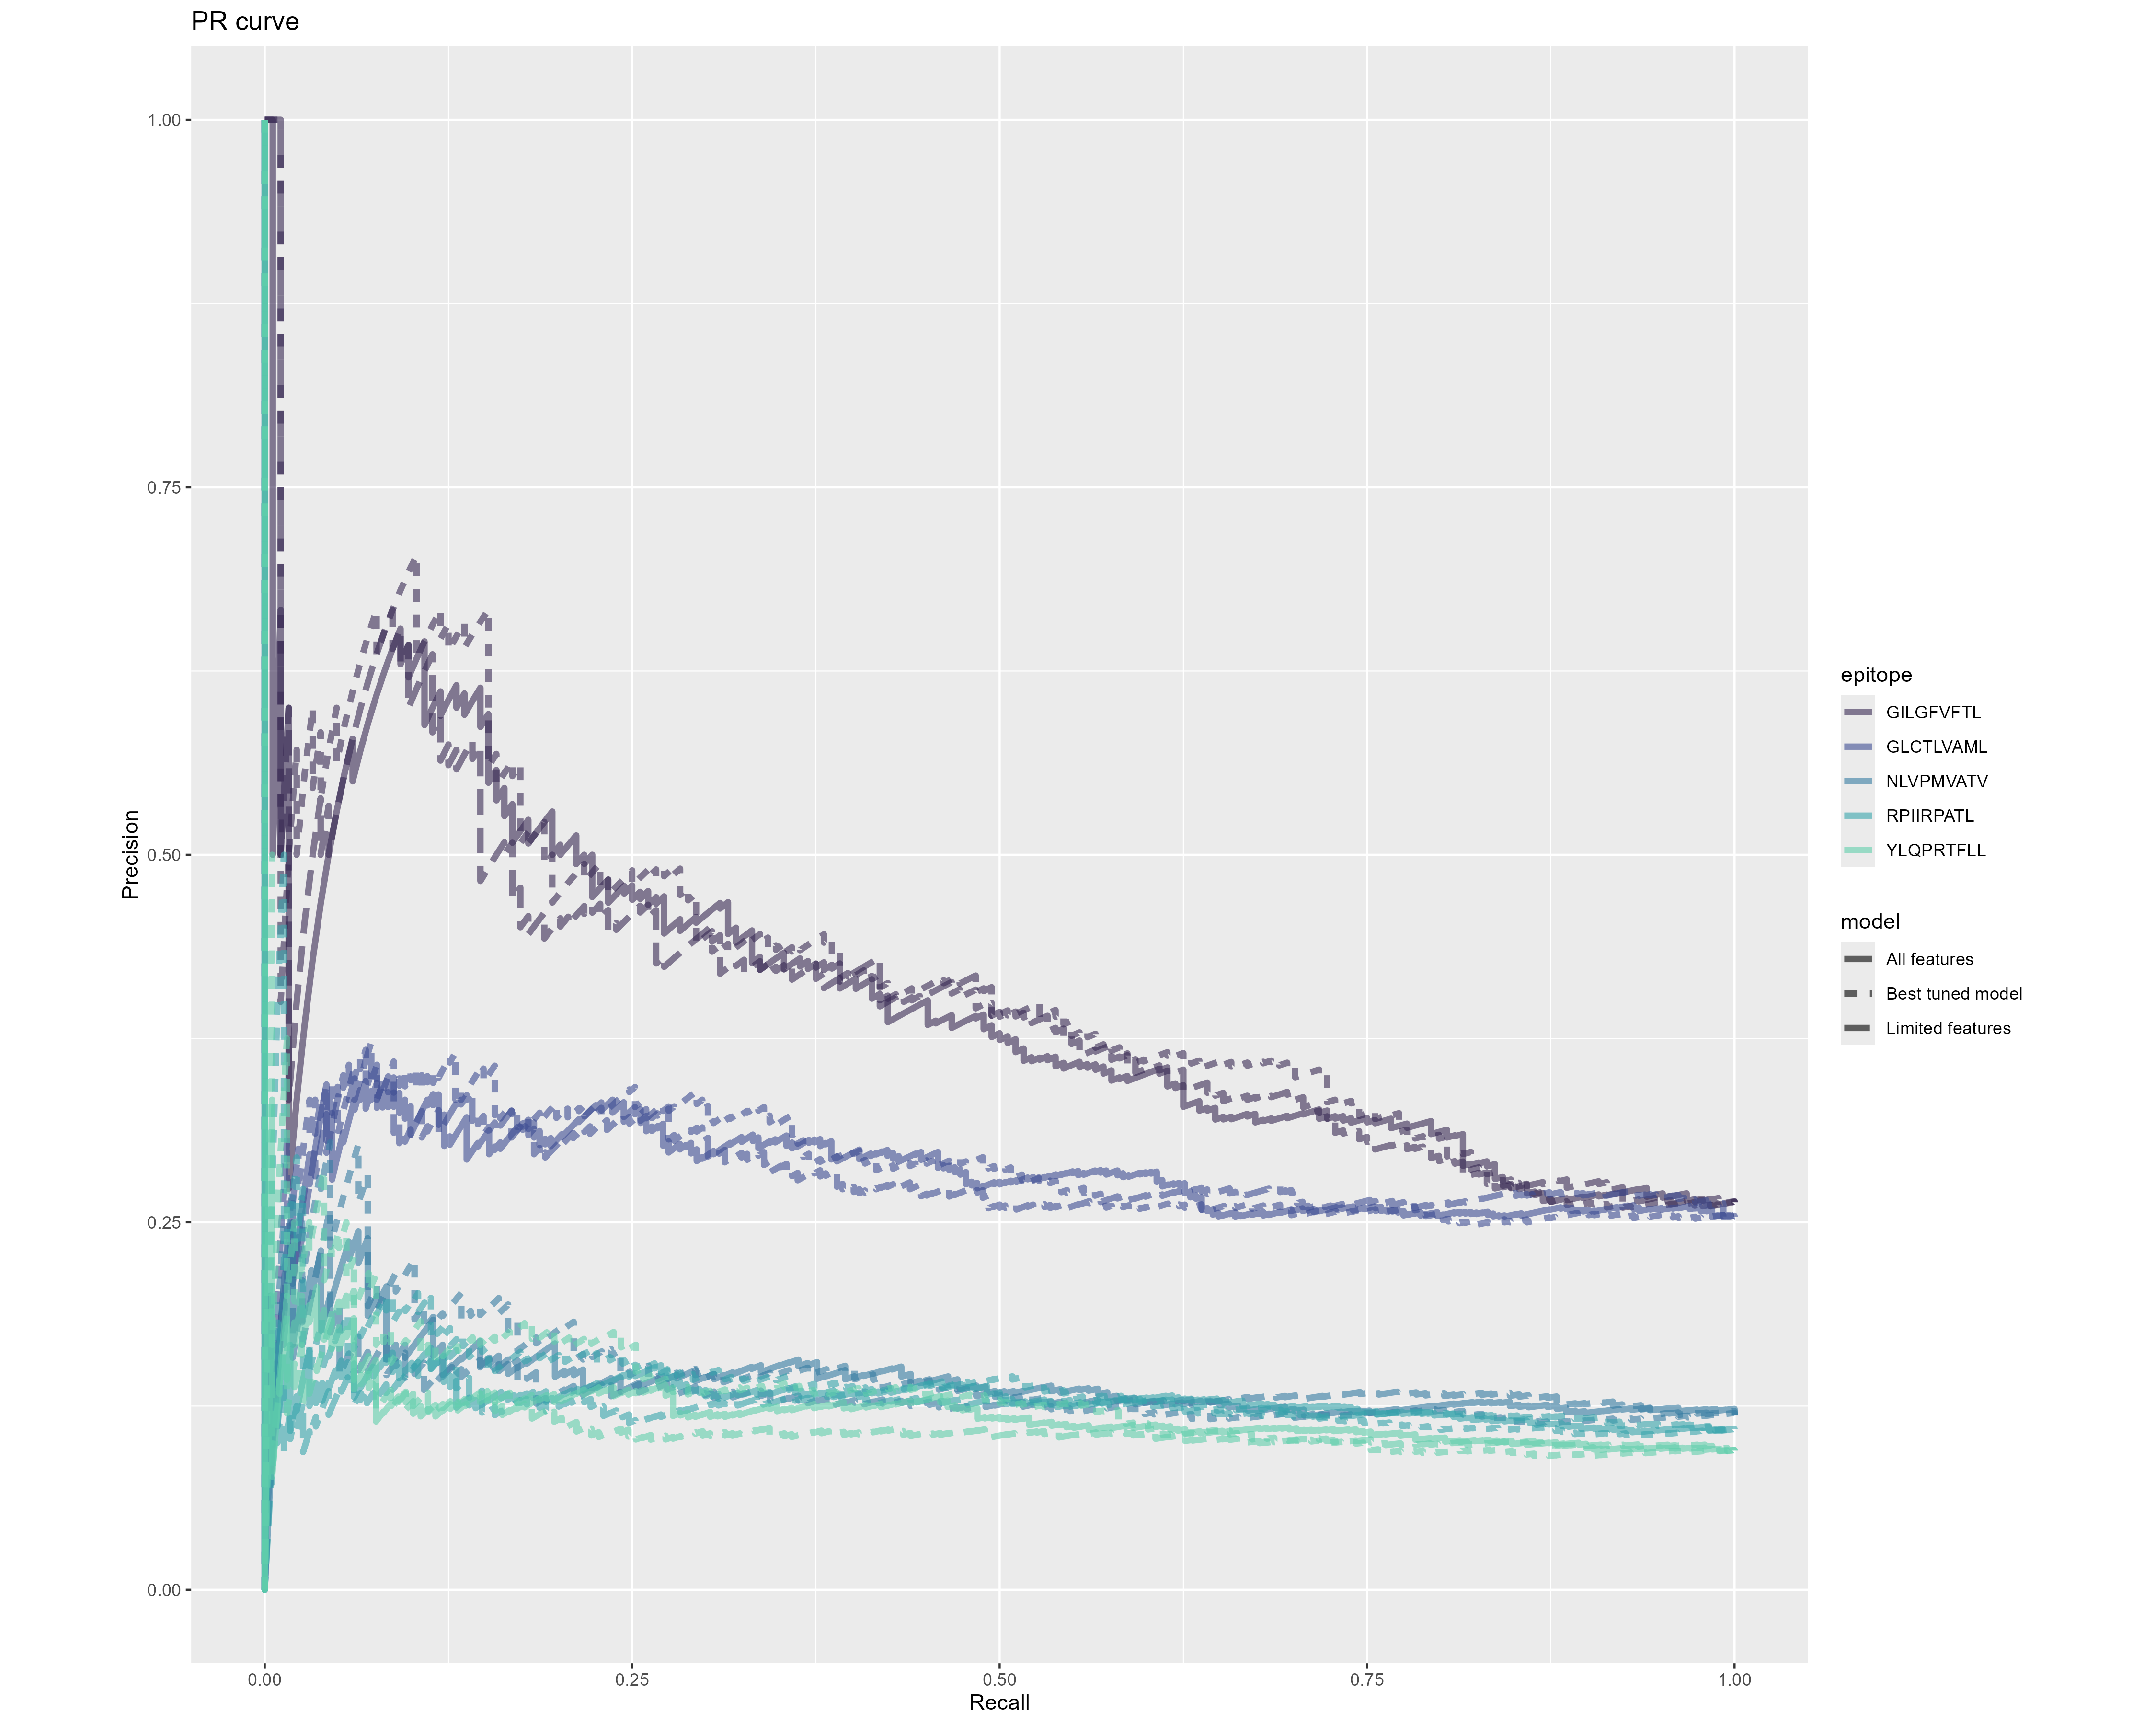 PR curve
1.00
0.75
0.50
0.25
0.00
Precision
0.00
0.25
0.50
0.75
1.00
Recall
epitope
GILGFVFTL
GLCTLVAML
NLVPMVATV
RPIIRPATL
YLQPRTFLL
model
All features
Best tuned model
Limited features